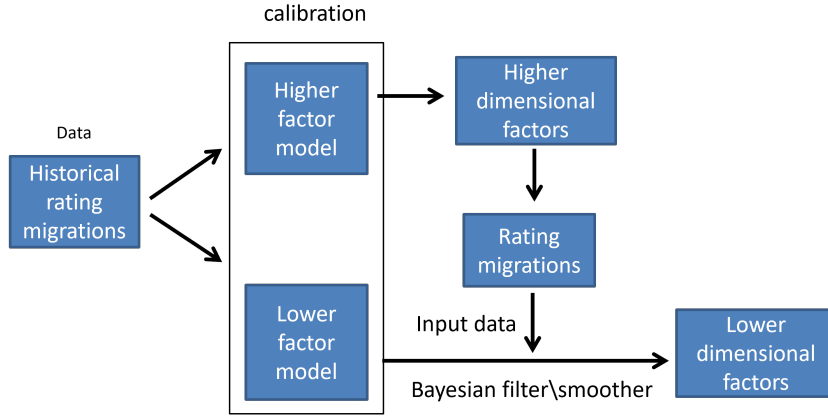 calibration
Data
Historical
rating
migrations
Higher
factor
model
Higher
dimensional
factors
Rating
migrations
Lower
factor
model
Input data
Bayesian filter\smoother
Lower
dimensional
factors